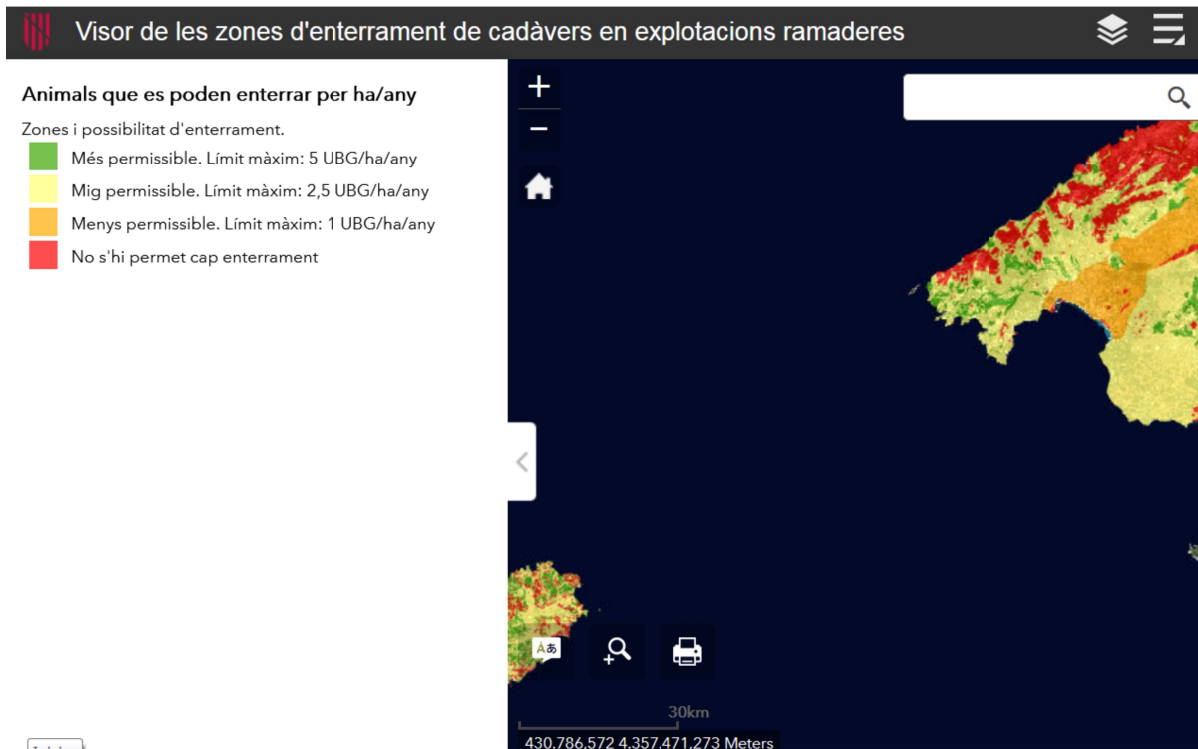 Visor de les zones d'enterrament de cadàvers en explotacions ramaderes
Animals que es poden enterrar per ha/any
Zones i possibilitat d'enterrament.
Més permissible. Límit màxim: 5 UBG/ha/any
Mig permissible. Límit màxim: 2,5 UBG/ha/any
Menys permissible. Límit màxim: 1 UBG/ha/any
No s'hi permet cap enterrament
+
−
Aあ
30km
430.786,572 4.357.471,273 Meters